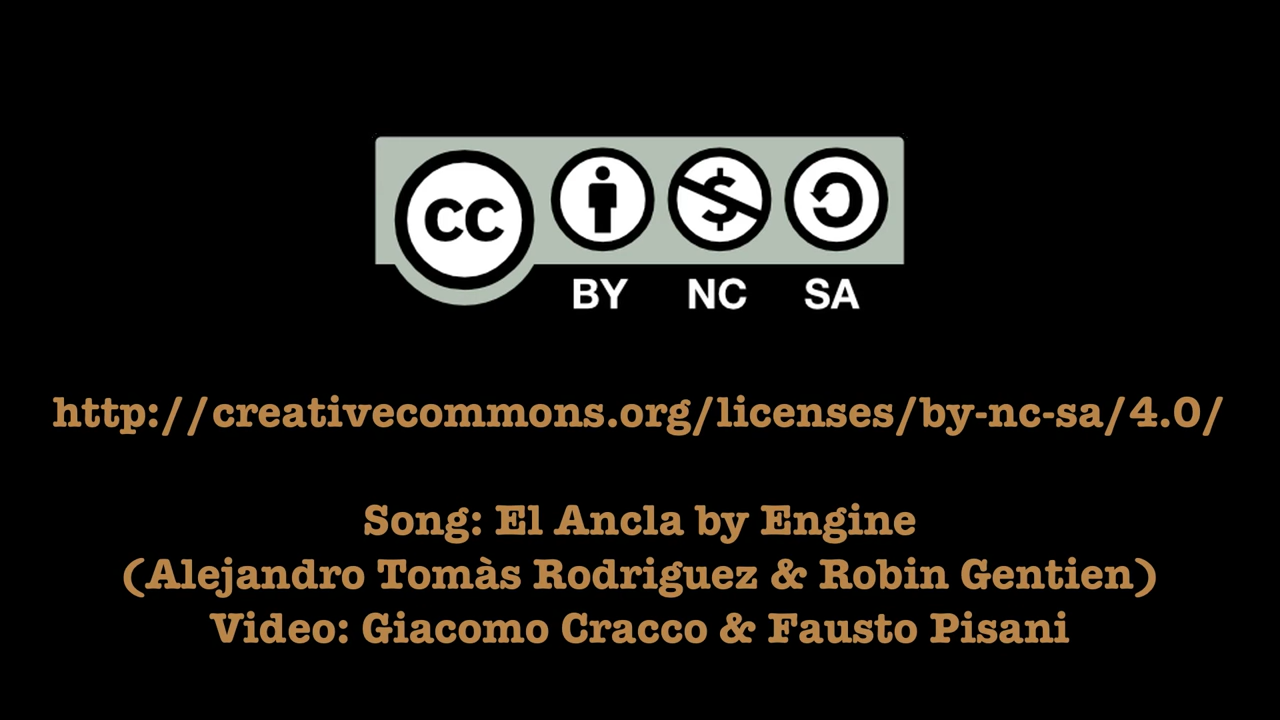 cc
BY NC SA
http://creativecommons.org/licenses/by-nc-sa/4.0/
Song: El Ancla by Engine
(Alejandro Tomàs Rodriguez & Robin Gentien)
Video: Giacomo Cracco & Fausto Pisani